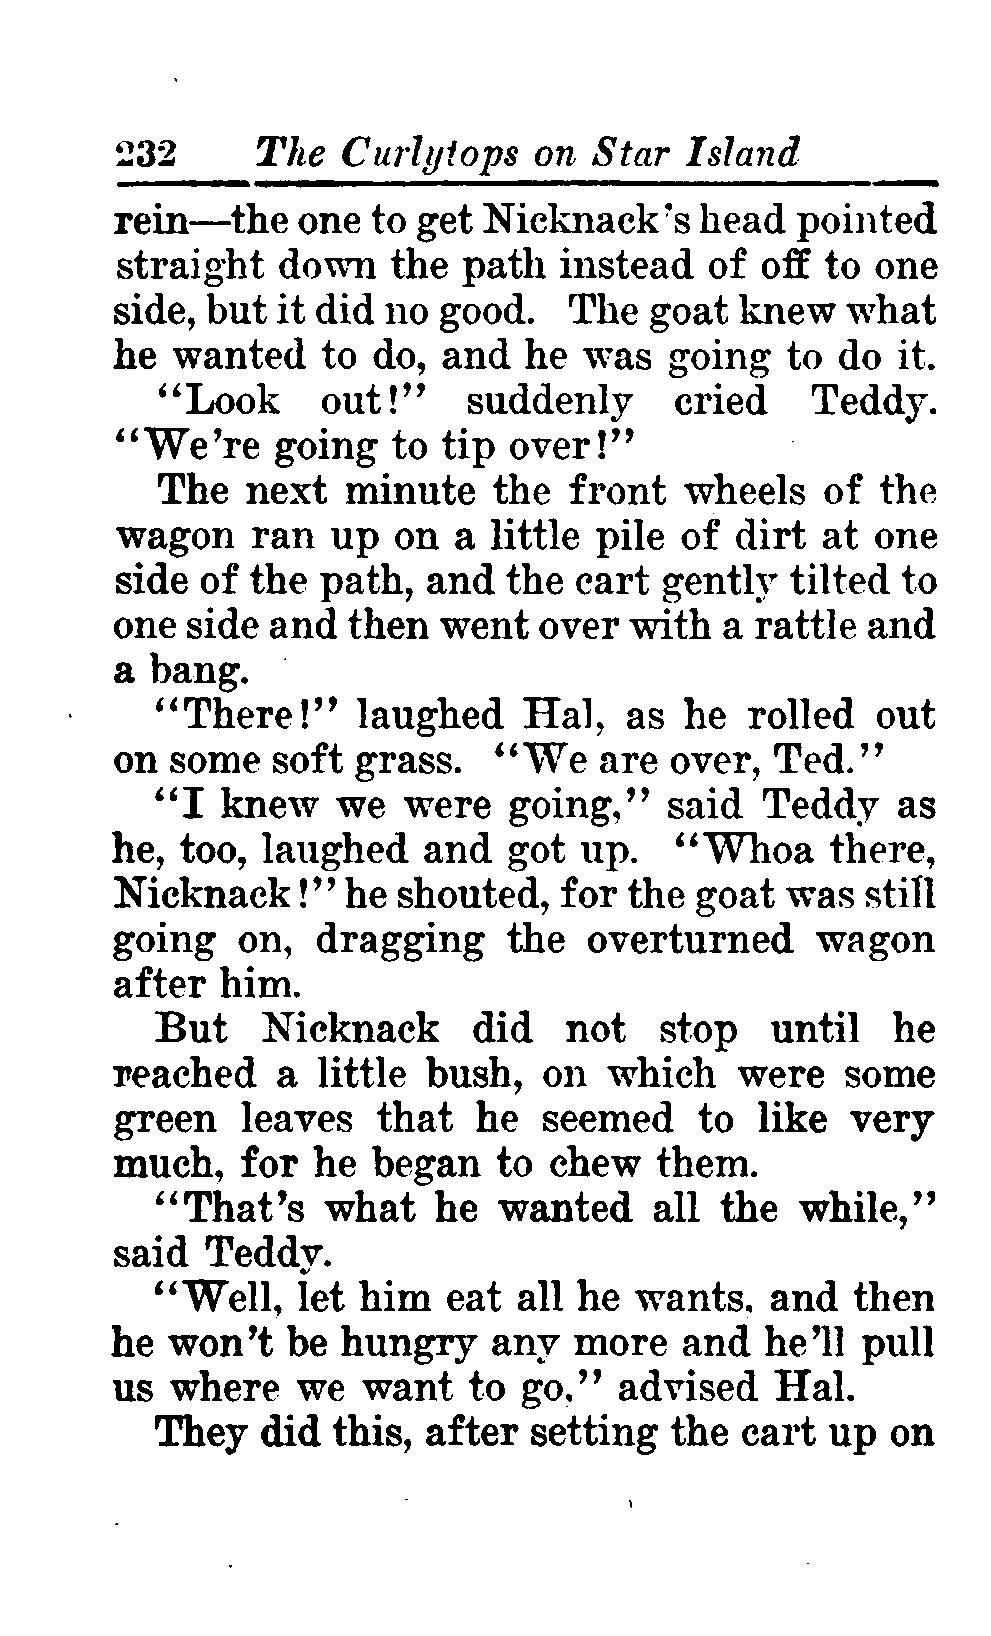 232 The Curlytops on Star Island
rein—the one to get Nicknack's head pointed
straight down the path instead of off to one
side, but it did no good. The goat knew what
he wanted to do, and he was going to do it.
“Look out!” suddenly cried Teddy.
“We're going to tip over!”
The next minute the front wheels of the
wagon ran up on a little pile of dirt at one
side of the path, and the cart gently tilted to
one side and then went over with a rattle and
a bang.
“There!” laughed Hal, as he rolled out
on some soft grass. “We are over, Ted.”
“I knew we were going,” said Teddy as
he, too, laughed and got up. “Whoa there,
Nicknack!” he shouted, for the goat was still
going on, dragging the overturned wagon
after him.
But Nicknack did not stop until he
reached a little bush, on which were some
green leaves that he seemed to like very
much, for he began to chew them.
“That's what he wanted all the while,”
said Teddy.
“Well, let him eat all he wants, and then
he won't be hungry any more and he'll pull
us where we want to go,” advised Hal.
They did this, after setting the cart up on